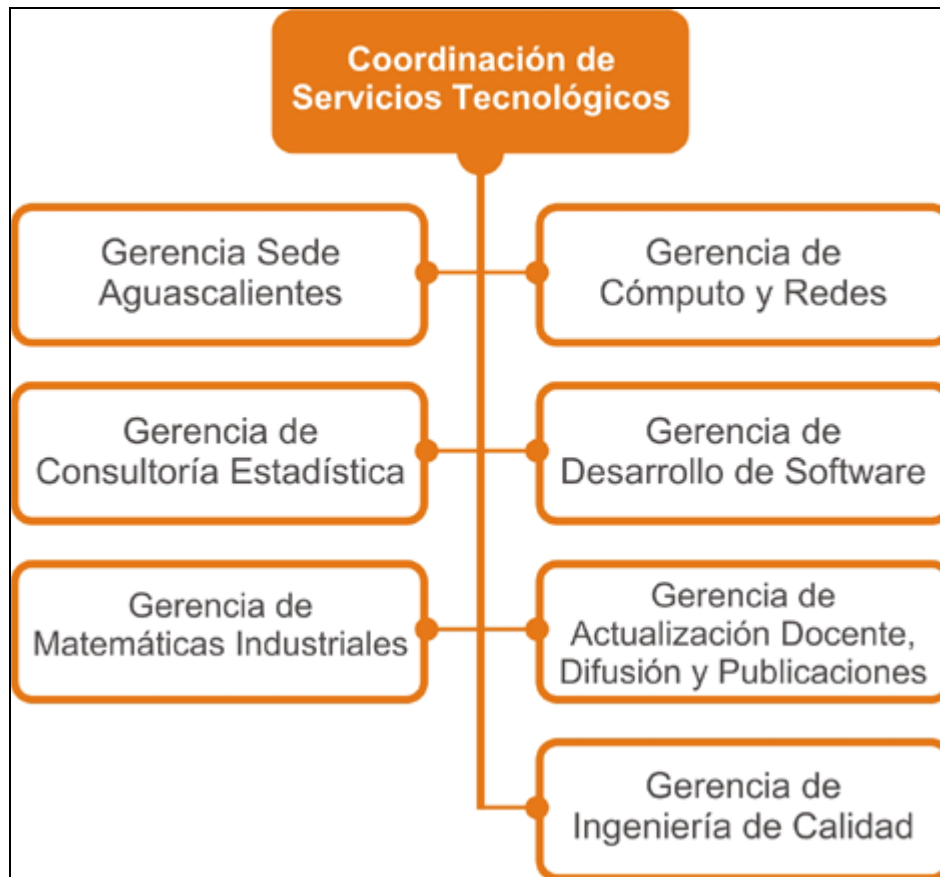 Coordinación de
Servicios Tecnológicos
Gerencia Sede
Aguascalientes
Gerencia de
Cómputo y Redes
Gerencia de
Consultoría Estadística
Gerencia de
Desarrollo de Software
Gerencia de
Matemáticas Industriales
Gerencia de
Actualización Docente,
Difusión y Publicaciones
Gerencia de
Ingeniería de Calidad